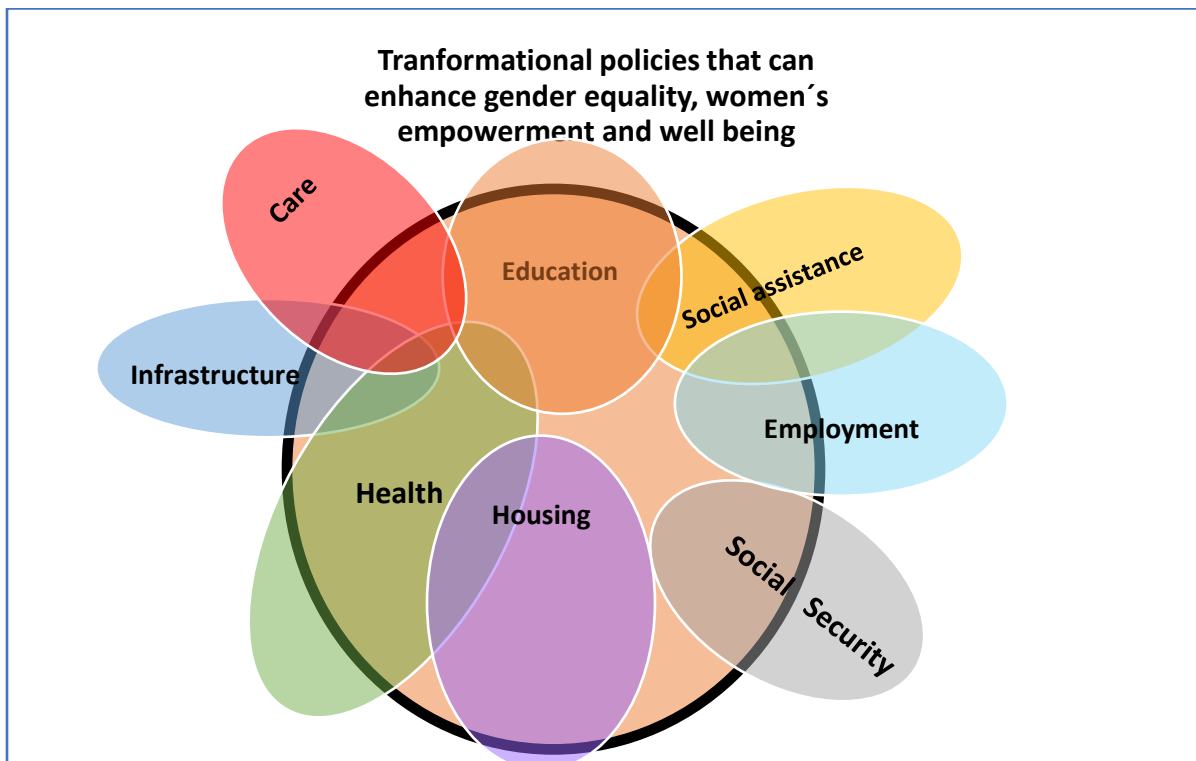 Tranformational policies that can
enhance gender equality, women´s
empowerment and well being
Care
Education
Social assistance
Infrastructure
Employment
Health
Housing
Social Security